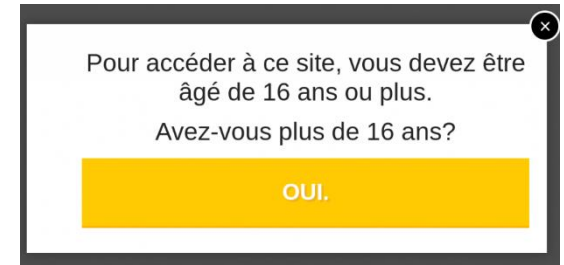 Pour accéder à ce site, vous devez être
âgé de 16 ans ou plus.
Avez-vous plus de 16 ans?
OUI.